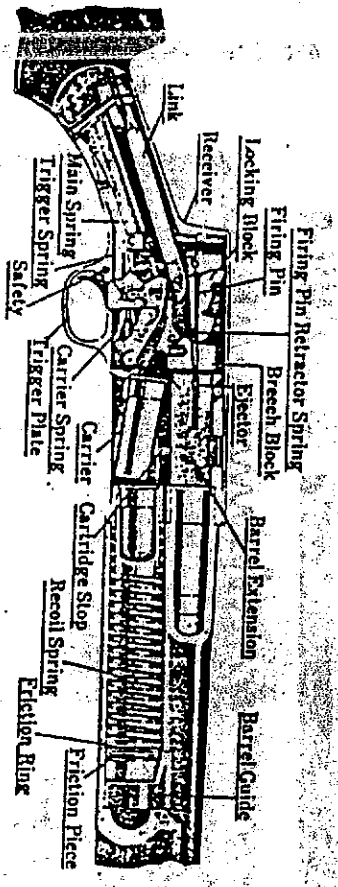 Link
Receiver
Locking Block
Firing Pin
Firing Pin Retractor Spring
Breech Block
Ejector
Barrel Extension
Barrel Guide
Main Spring
Trigger Spring
Safety
Trigger Plate
Carrier Spring
Carrier
Cartridge Stop
Recoil Spring
Friction Ring
Friction Piece